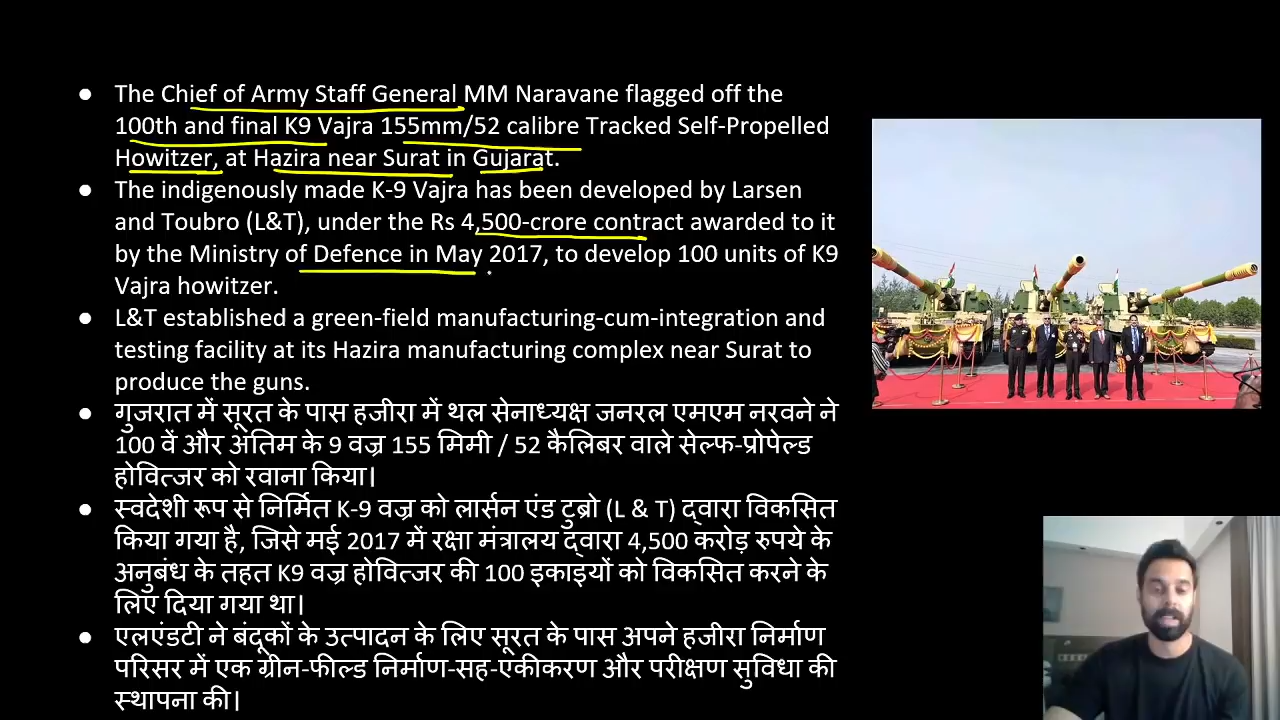 ● The Chief of Army Staff General MM Naravane flagged off the
100th and final K9 Vajra 155mm/52 calibre Tracked Self-Propelled
Howitzer, at Hazira near Surat in Gujarat.
● The indigenously made K-9 Vajra has been developed by Larsen
and Toubro (L&T), under the Rs 4,500-crore contract awarded to it
by the Ministry of Defence in May 2017, to develop 100 units of K9
Vajra howitzer.
● L&T established a green-field manufacturing-cum-integration and
testing facility at its Hazira manufacturing complex near Surat to
produce the guns.
● गुजरात में सूरत के पास हजीरा में थल सेनाध्यक्ष जनरल एमएम नरवने ने
100 वें और अंतिम के 9 वज्र 155 मिमी / 52 कैलिबर वाले सेल्फ-प्रोपेल्ड
होवित्जर को रवाना किया।
● स्वदेशी रूप से निर्मित K-9 वज्र को लार्सन एंड टुब्रो (L & T) द्वारा विकसित
किया गया है, जिसे मई 2017 में रक्षा मंत्रालय द्वारा 4,500 करोड़ रुपये के
अनुबंध के तहत K9 वज्र होवित्जर की 100 इकाइयों को विकसित करने के
लिए दिया गया था।
● एलएंडटी ने बंदूकों के उत्पादन के लिए सूरत के पास अपने हजीरा निर्माण
परिसर में एक ग्रीन-फील्ड निर्माण-सह-एकीकरण और परीक्षण सुविधा की
स्थापना की।